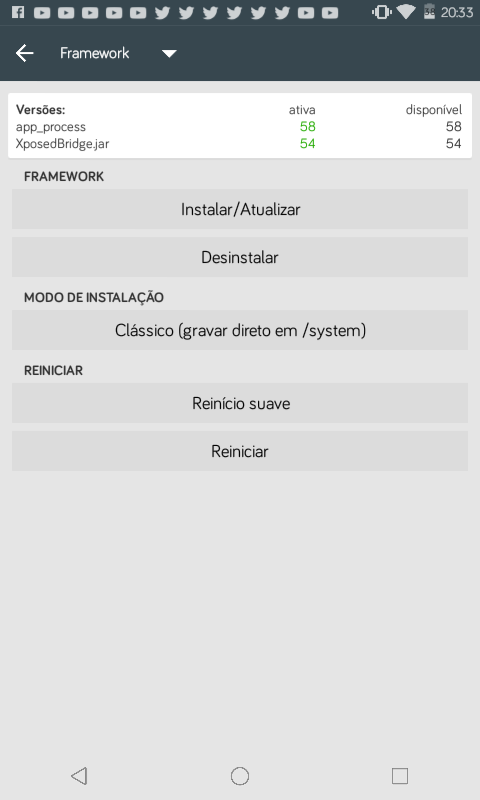 20:33
Framework
Versões: ativa disponível
app_process 58 58
XposedBridge.jar 54 54
FRAMEWORK
Instalar/Atualizar
Desinstalar
MODO DE INSTALAÇÃO
Clássico (gravar direto em /system)
REINICIAR
Reinício suave
Reiniciar